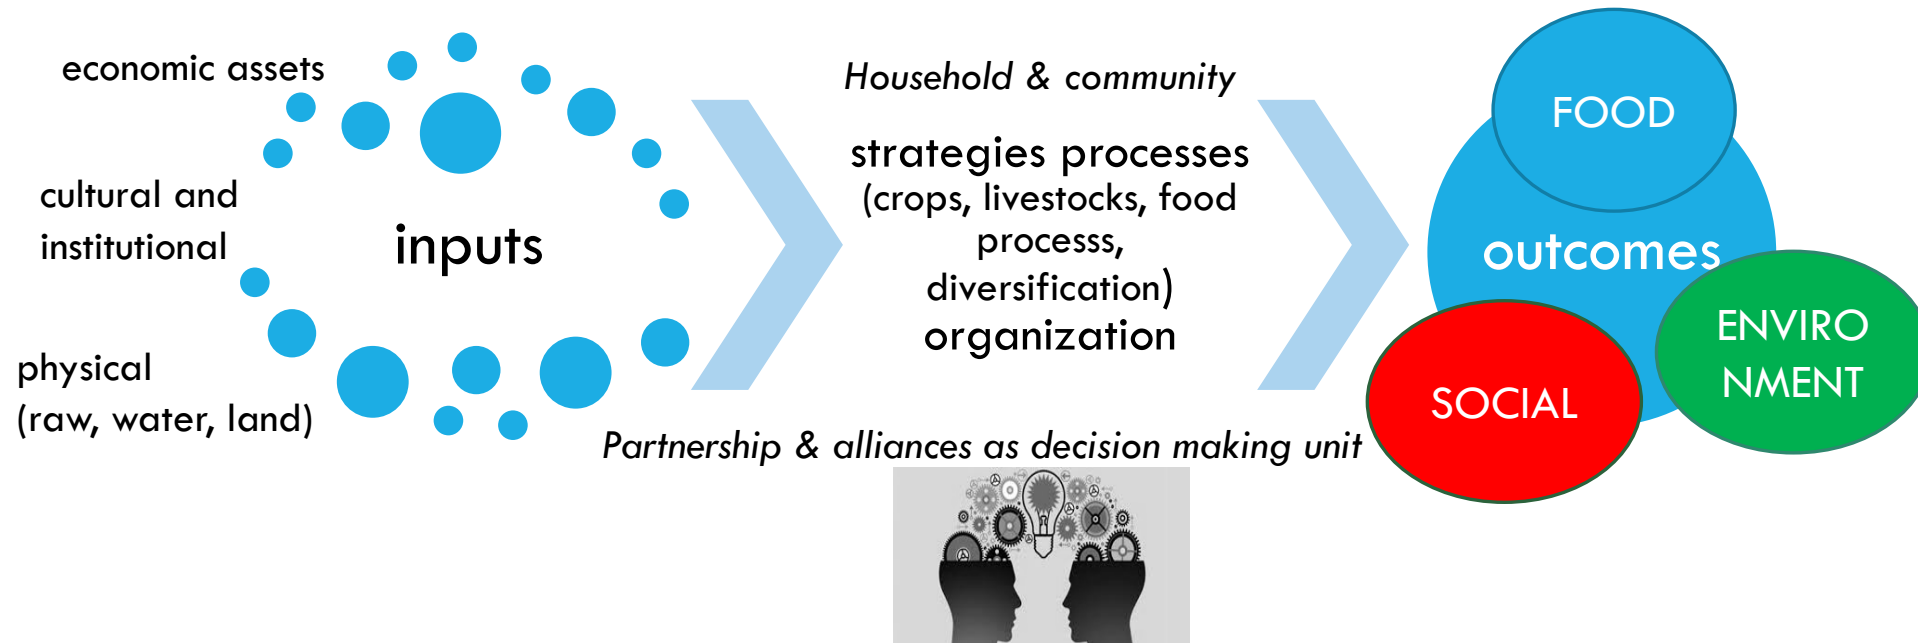 economic assets
cultural and
institutional
physical
(raw, water, land)
inputs
Household & community
strategies processes
(crops, livestocks, food
processs,
diversification)
organization
Partnership & alliances as decision making unit
FOOD
outcomes
SOCIAL
ENVIRO
NMENT